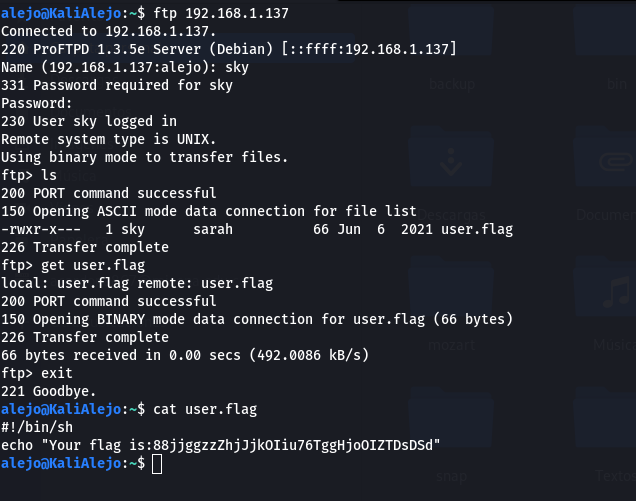 alejo@KaliAlejo:~$ ftp 192.168.1.137
Connected to 192.168.1.137.
220 ProFTPD 1.3.5e Server (Debian) [::ffff:192.168.1.137]
Name (192.168.1.137:alejo): sky
331 Password required for sky
Password:
230 User sky logged in
Remote system type is UNIX.
Using binary mode to transfer files.
ftp> ls
200 PORT command successful
150 Opening ASCII mode data connection for file list
-rwxr-x---   1 sky      sarah          66 Jun  6  2021 user.flag
226 Transfer complete
ftp> get user.flag
local: user.flag remote: user.flag
200 PORT command successful
150 Opening BINARY mode data connection for user.flag (66 bytes)
226 Transfer complete
66 bytes received in 0.00 secs (492.0086 kB/s)
ftp> exit
221 Goodbye.
alejo@KaliAlejo:~$ cat user.flag
#!/bin/sh
echo "Your flag is:88jjggzzZhjJjkOIiu76TggHjoOIZTDsDSd"
alejo@KaliAlejo:~$
backup
bin
Descargas
mozart
snap